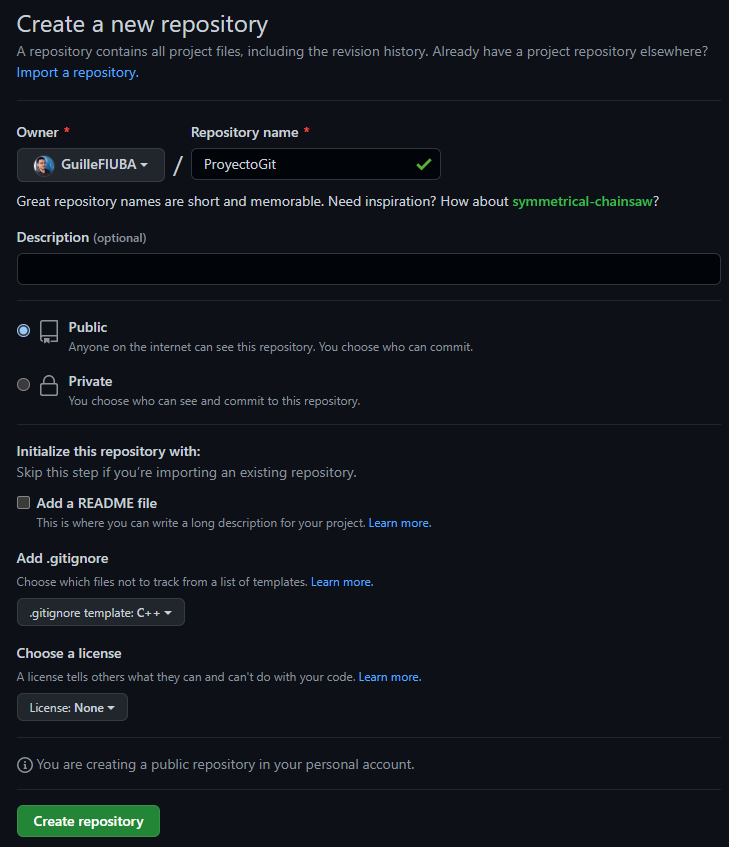 Create a new repository
A repository contains all project files, including the revision history. Already have a project repository elsewhere?
Import a repository.
Owner *
Repository name *
GuilleFIUBA
/
ProyectoGit
Great repository names are short and memorable. Need inspiration? How about symmetrical-chainsaw?
Description (optional)
Public
Anyone on the internet can see this repository. You choose who can commit.
Private
You choose who can see and commit to this repository.
Initialize this repository with:
Skip this step if you're importing an existing repository.
Add a README file
This is where you can write a long description for your project. Learn more.
Add .gitignore
Choose which files not to track from a list of templates. Learn more.
.gitignore template: C++
Choose a license
A license tells others what they can and can't do with your code. Learn more.
License: None
You are creating a public repository in your personal account.
Create repository